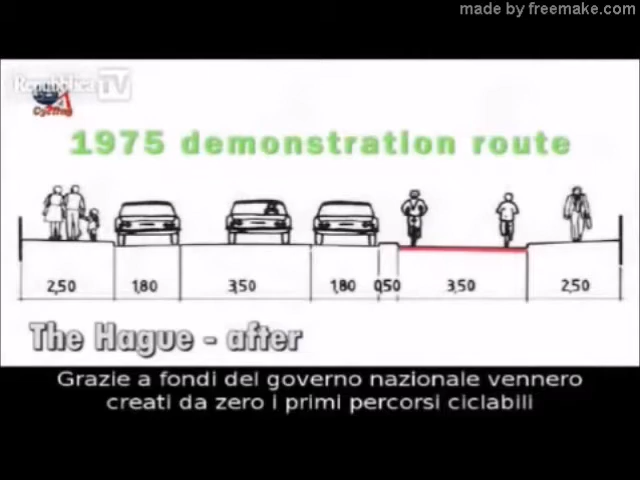 made by freemake.com
Repubblica TV
Cycling
1975 demonstration route
2,50 1,80 3,50 1,80 0,50 3,50 2,50
The Hague - after
Grazie a fondi del governo nazionale vennero
creati da zero i primi percorsi ciclabili